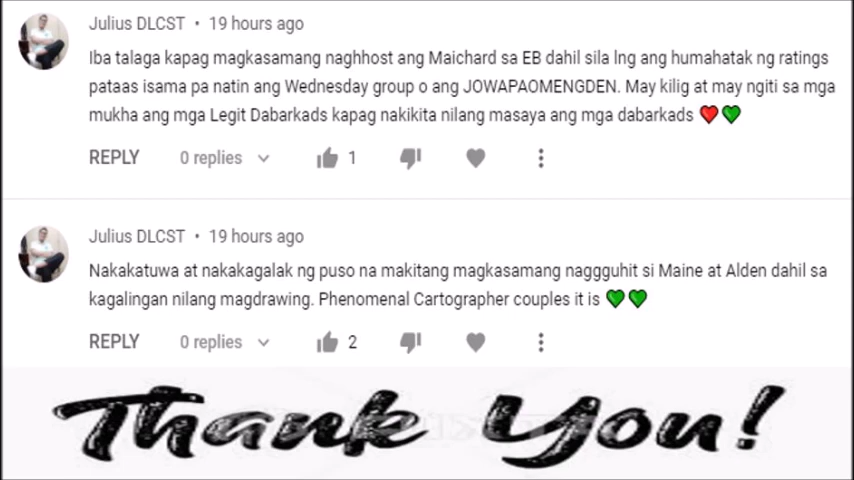 Julius DLCST • 19 hours ago
Iba talaga kapag magkasamang naghhost ang Maichard sa EB dahil sila lng ang humahatak ng ratings
pataas isama pa natin ang Wednesday group o ang JOWAPAOMENGDEN. May kilig at may ngiti sa mga
mukha ang mga Legit Dabarkads kapag nakikita nilang masaya ang mga dabarkads ❤️💚
REPLY 0 replies 1
Julius DLCST • 19 hours ago
Nakakatuwa at nakakagalak ng puso na makitang magkasamang naggguhit si Maine at Alden dahil sa
kagalingan nilang magdrawing. Phenomenal Cartographer couples it is 💚💚
REPLY 0 replies 2
Thank You!